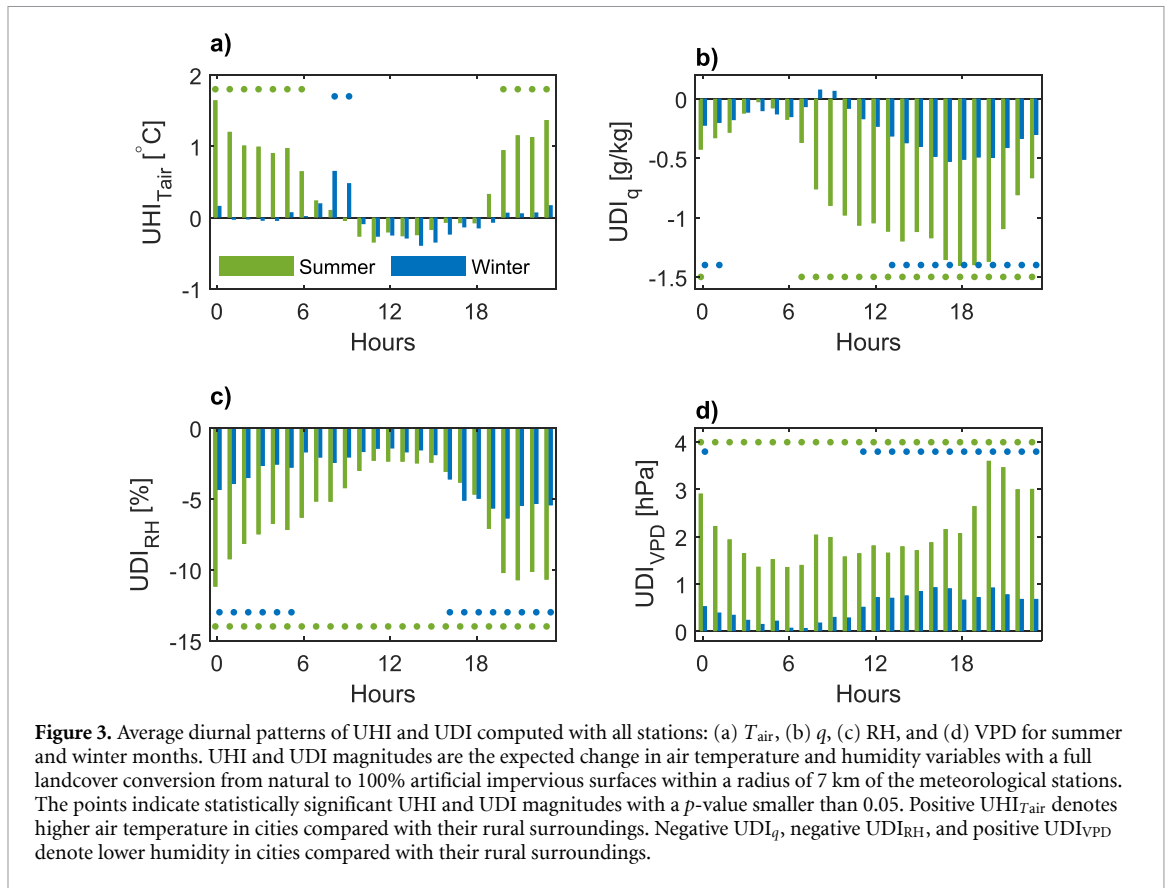 a)
2
1
0
-1
UHI_Tair [°C]
Summer
Winter
0 6 12 18
Hours
b)
0
-0.5
-1
-1.5
UDI_q [g/kg]
0 6 12 18
Hours
c)
0
-5
-10
-15
UDI_RH [%]
0 6 12 18
Hours
d)
4
3
2
1
0
UDI_VPD [hPa]
0 6 12 18
Hours
Figure 3. Average diurnal patterns of UHI and UDI computed with all stations: (a) T_air, (b) q, (c) RH, and (d) VPD for summer
and winter months. UHI and UDI magnitudes are the expected change in air temperature and humidity variables with a full
landcover conversion from natural to 100% artificial impervious surfaces within a radius of 7 km of the meteorological stations.
The points indicate statistically significant UHI and UDI magnitudes with a p-value smaller than 0.05. Positive UHI_Tair denotes
higher air temperature in cities compared with their rural surroundings. Negative UDI_q, negative UDI_RH, and positive UDI_VPD
denote lower humidity in cities compared with their rural surroundings.